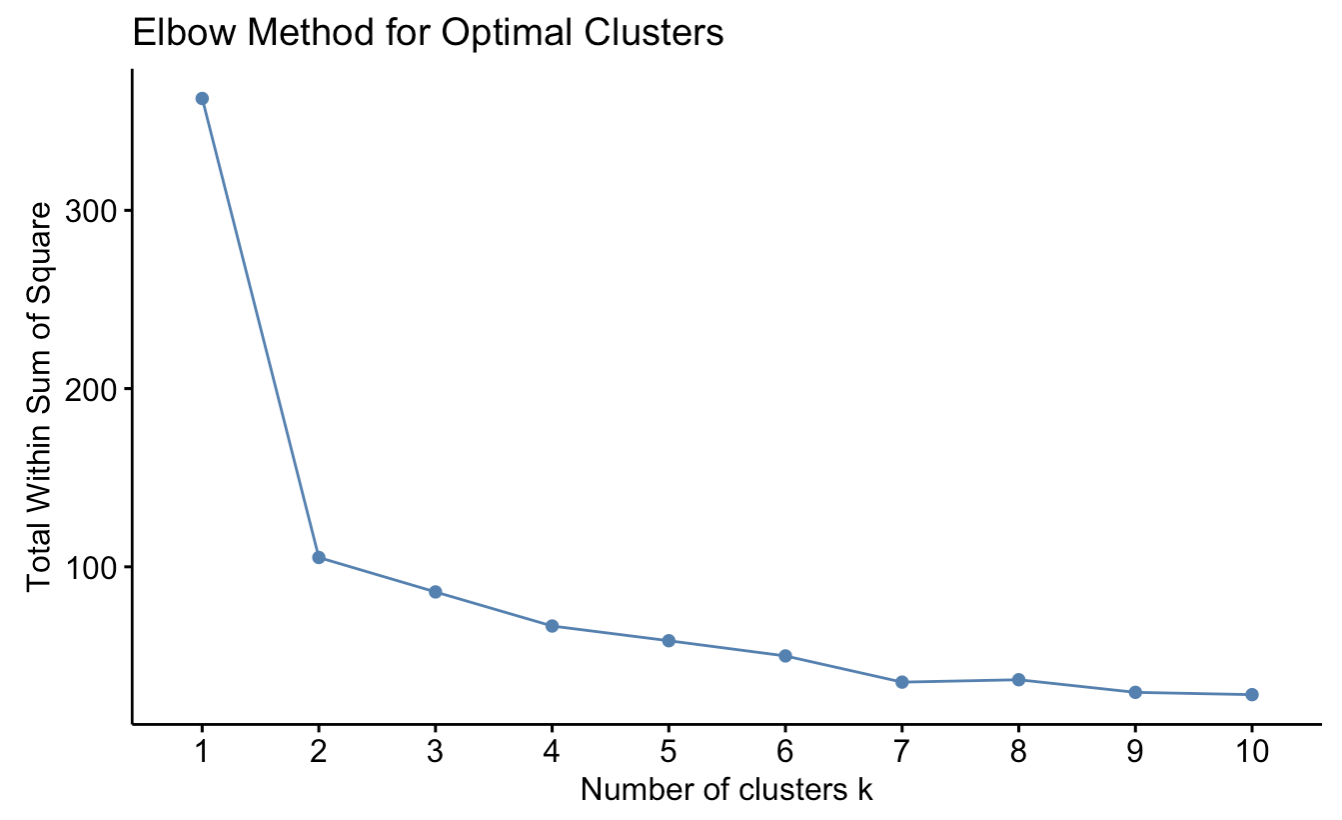 Elbow Method for Optimal Clusters
Total Within Sum of Square
300
200
100
1 2 3 4 5 6 7 8 9 10
Number of clusters k